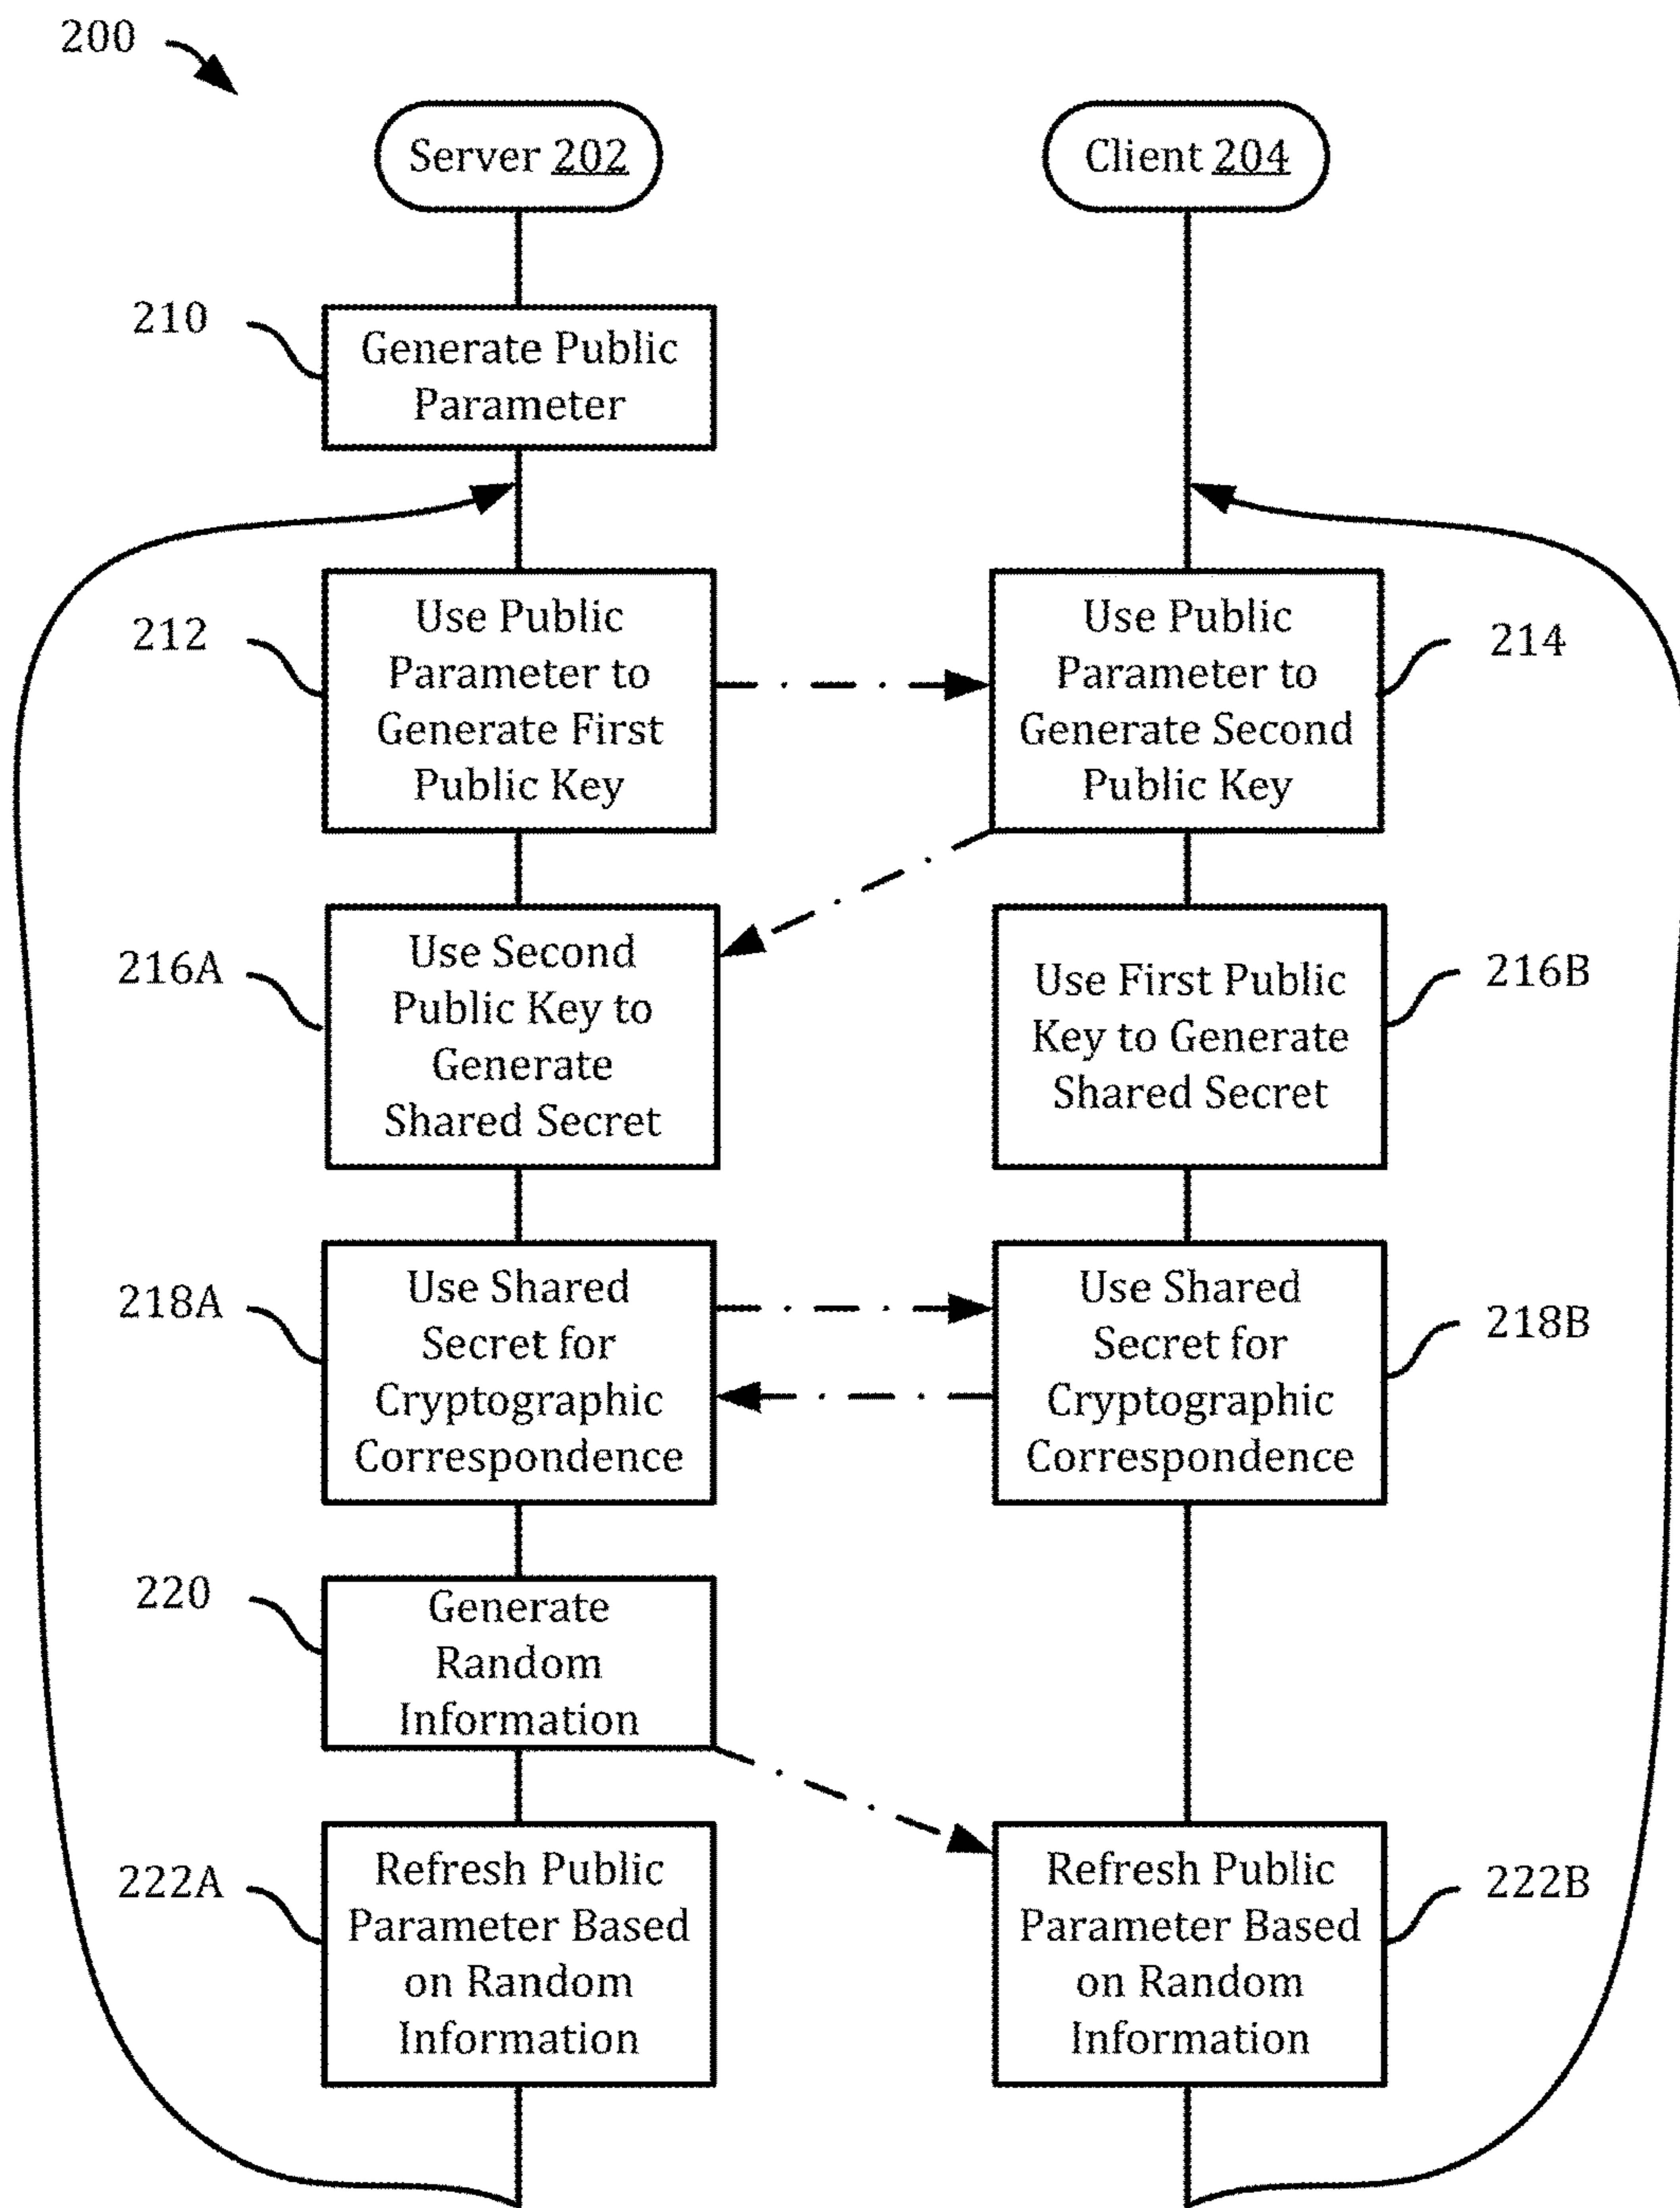 200
Server 202
Client 204
210
Generate Public
Parameter
212
Use Public
Parameter to
Generate First
Public Key
Use Public
Parameter to
Generate Second
Public Key
214
216A
Use Second
Public Key to
Generate
Shared Secret
Use First Public
Key to Generate
Shared Secret
216B
218A
Use Shared
Secret for
Cryptographic
Correspondence
Use Shared
Secret for
Cryptographic
Correspondence
218B
220
Generate
Random
Information
222A
Refresh Public
Parameter Based
on Random
Information
Refresh Public
Parameter Based
on Random
Information
222B